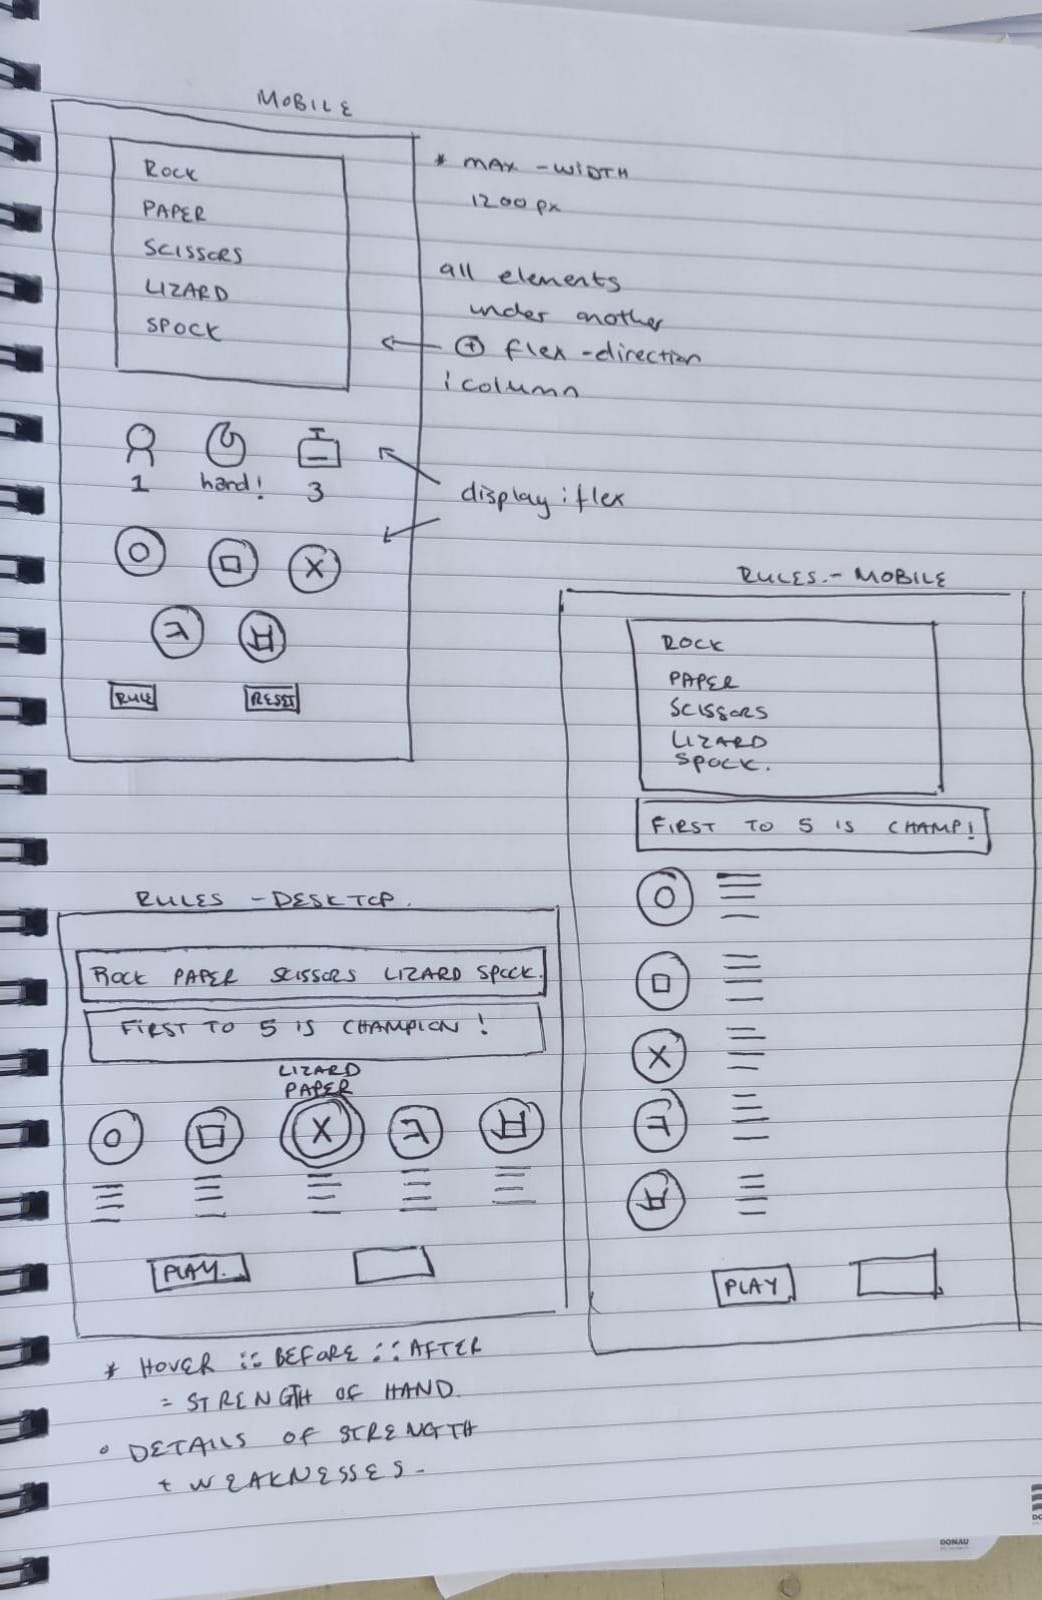 MOBILE
ROCK
PAPER
SCISSORS
LIZARD
SPOCK
* MAX-WIDTH
1200px
all elements
under another
flex-direction
: column
1 hand! 3
display: flex
X
RULE RESET
RULES - MOBILE
ROCK
PAPER
SCISSORS
LIZARD
SPOCK.
FIRST TO 5 IS CHAMP!
X
PLAY
RULES - DESKTOP.
ROCK PAPER SCISSORS LIZARD SPOCK.
FIRST TO 5 IS CHAMPION!
LIZARD
PAPER
X
PLAY.
* HOVER ::BEFORE ::AFTER
= STRENGTH OF HAND.
DETAILS OF STRENGTH
+ WEAKNESSES -
DONAU